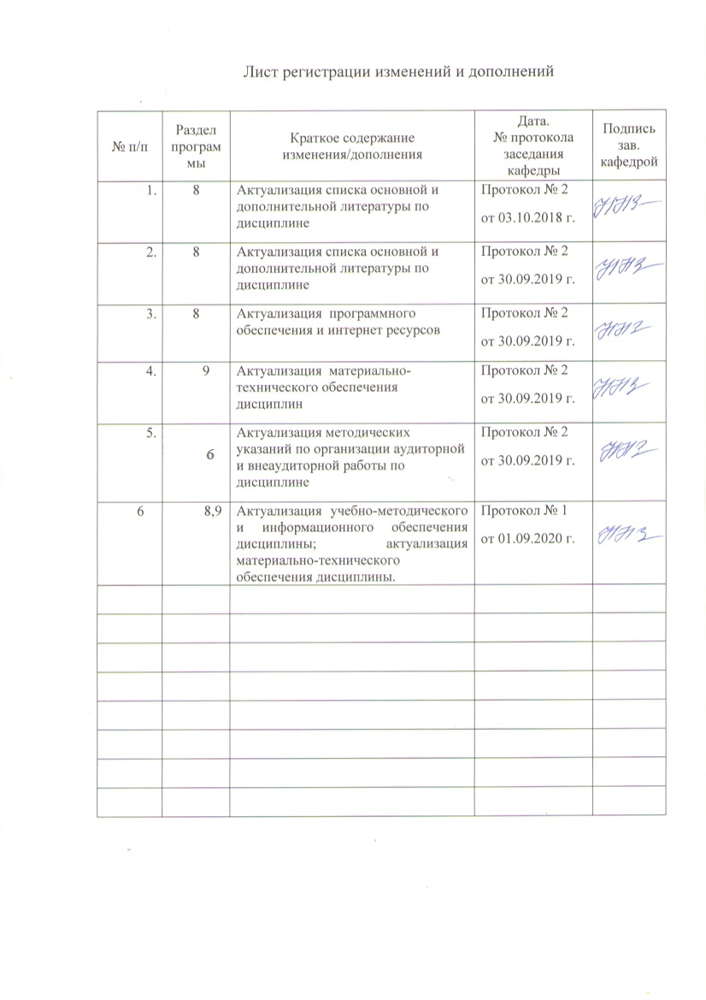 Лист регистрации изменений и дополнений
№ п/п
Раздел
програм
мы
Краткое содержание
изменения/дополнения
Дата.
№ протокола
заседания
кафедры
Подпись
зав.
кафедрой
1.
8
Актуализация списка основной и
дополнительной литературы по
дисциплине
Протокол № 2
от 03.10.2018 г.
2.
8
Актуализация списка основной и
дополнительной литературы по
дисциплине
Протокол № 2
от 30.09.2019 г.
3.
8
Актуализация программного
обеспечения и интернет ресурсов
Протокол № 2
от 30.09.2019 г.
4.
9
Актуализация материально-
технического обеспечения
дисциплин
Протокол № 2
от 30.09.2019 г.
5.
6
Актуализация методических
указаний по организации аудиторной
и внеаудиторной работы по
дисциплине
Протокол № 2
от 30.09.2019 г.
6
8,9
Актуализация учебно-методического
и информационного обеспечения
дисциплины; актуализация
материально-технического
обеспечения дисциплины.
Протокол № 1
от 01.09.2020 г.